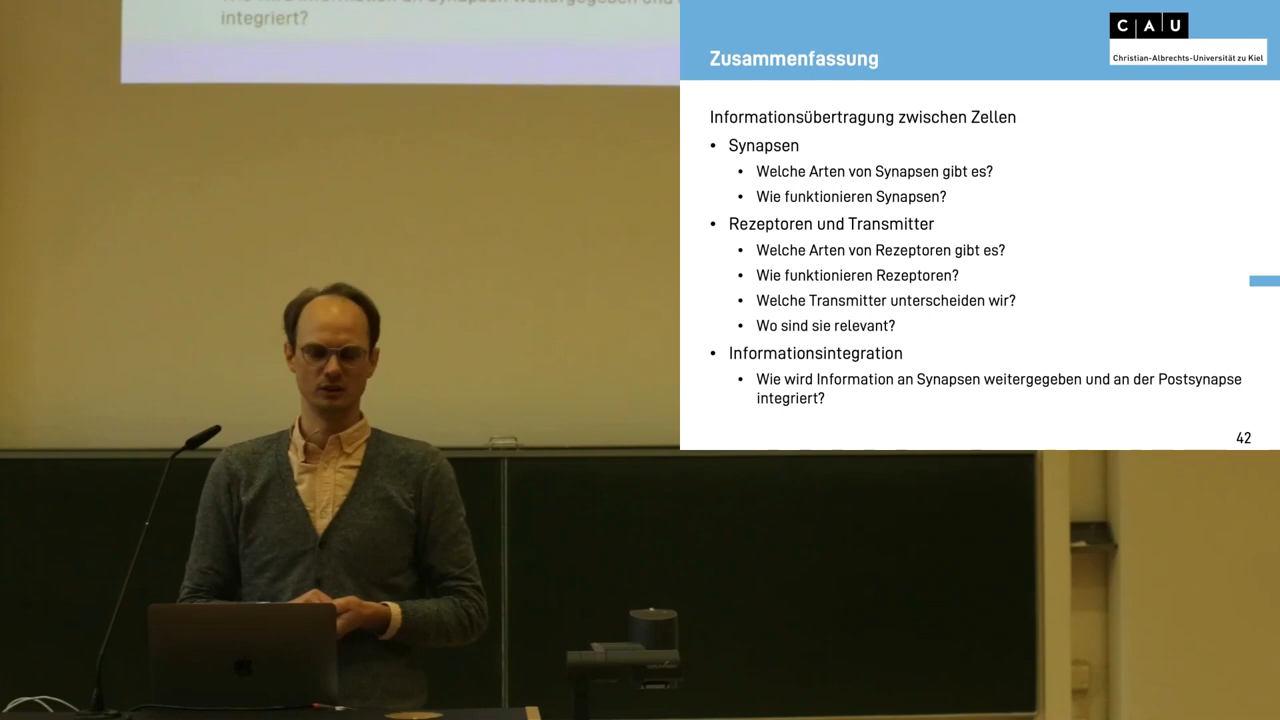 integriert?
Zusammenfassung
C A U
Christian-Albrechts-Universität zu Kiel
Informationsübertragung zwischen Zellen
• Synapsen
• Welche Arten von Synapsen gibt es?
• Wie funktionieren Synapsen?
• Rezeptoren und Transmitter
• Welche Arten von Rezeptoren gibt es?
• Wie funktionieren Rezeptoren?
• Welche Transmitter unterscheiden wir?
• Wo sind sie relevant?
• Informationsintegration
• Wie wird Information an Synapsen weitergegeben und an der Postsynapse
integriert?
42